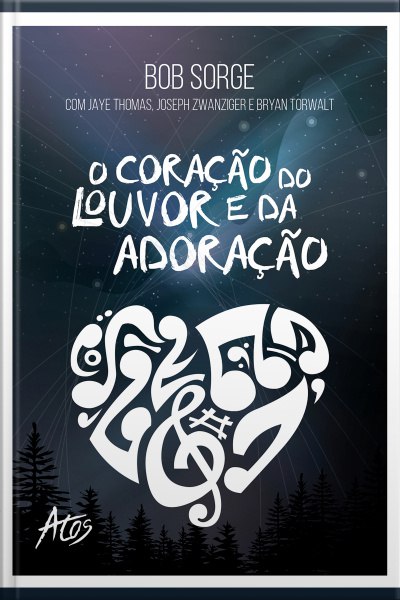 BOB SORGE
COM JAYE THOMAS, JOSEPH ZWANZIGER E BRYAN TORWALT
O CORAÇÃO DO
LOUVOR E DA
ADORAÇÃO
Atos